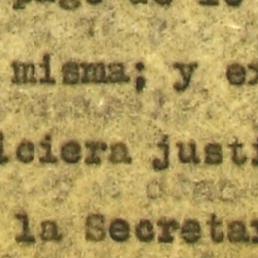 misma; y ex
iciera justi
la Secretar